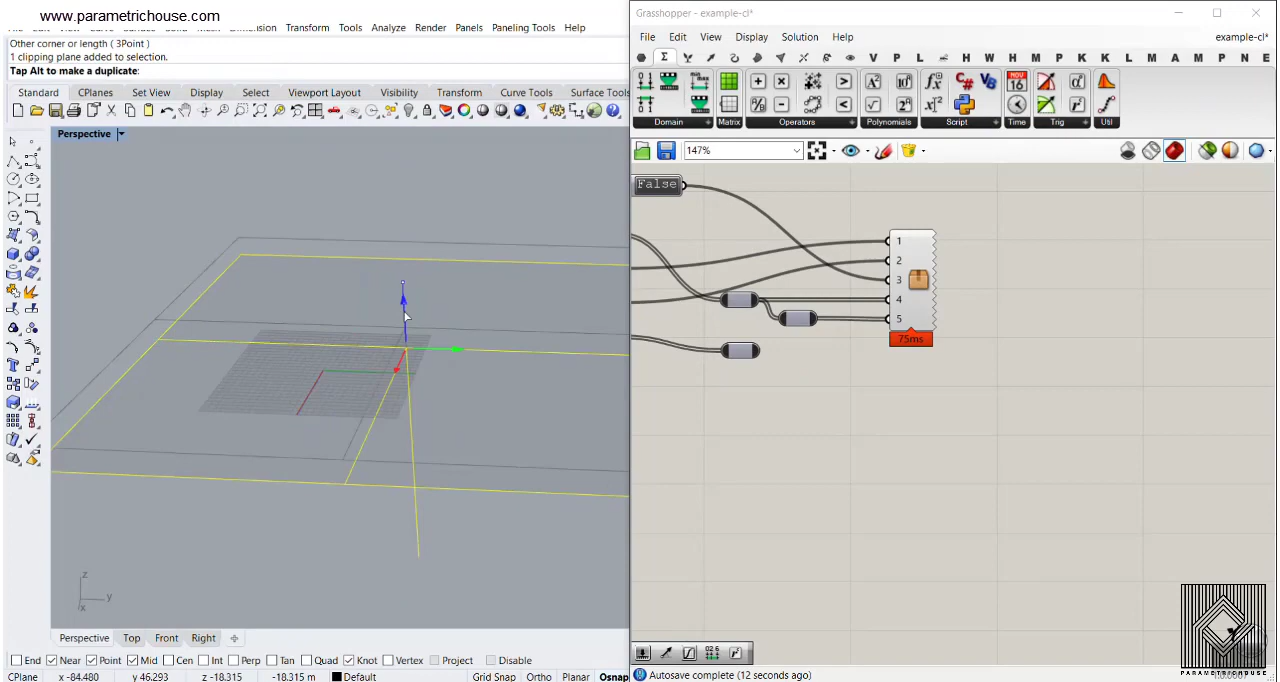 www.parametrichouse.com
Transform Tools Analyze Render Panels Paneling Tools Help
Other corner or length ( 3Point )
1 clipping plane added to selection.
Tap Alt to make a duplicate:
Standard CPlanes Set View Display Select Viewport Layout Visibility Transform Curve Tools Surface Tools
Perspective
z
y
x
Perspective Top Front Right
End Near Point Mid Cen Int Perp Tan Quad Knot Vertex Project Disable
CPlane x -84.480 y 46.293 z -18.315 -18.315 m Default Grid Snap Ortho Planar Osnap
Grasshopper - example-cl*
File Edit View Display Solution Help example-cl*
V P L H W H M P K K L M A M P N E
Domain Matrix Operators Polynomials Script Time Trig Util
147%
False
1
2
3
4
5
75ms
Autosave complete (12 seconds ago)
PARAMETRICHOUSE